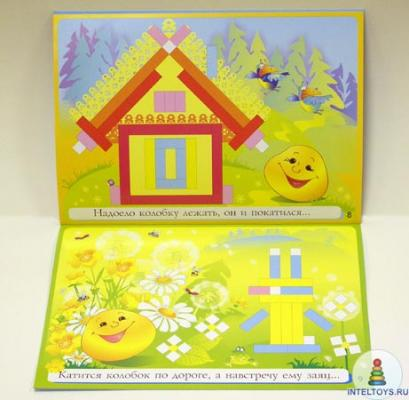 Надоело колобку лежать, он и покатился...
8
Катится колобок по дороге, а навстречу ему заяц...
INTELTOYS.RU